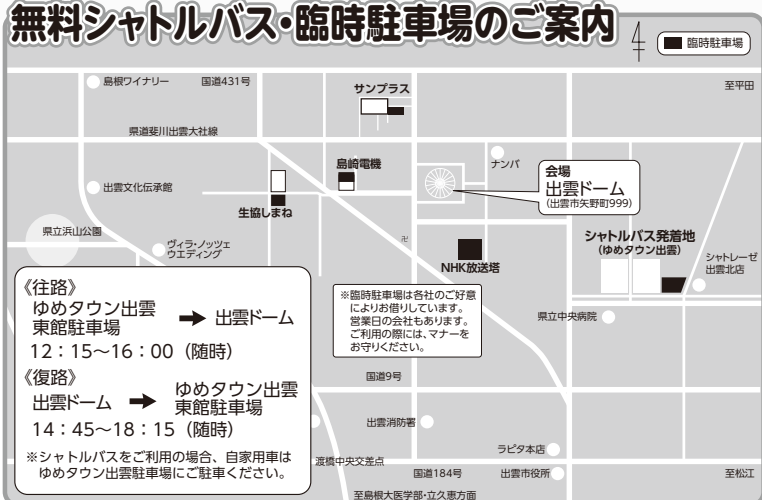 無料シャトルバス・臨時駐車場のご案内
臨時駐車場
島根ワイナリー
国道431号
サンプラス
至平田
県道斐川出雲大社線
島崎電機
ナンバ
会場
出雲ドーム
(出雲市矢野町999)
出雲文化伝承館
生協しまね
県立浜山公園
ヴィラ・ノッツェ
ウエディング
卍
NHK放送塔
シャトルバス発着地
(ゆめタウン出雲)
シャトレーゼ
出雲北店
県立中央病院
※臨時駐車場は各社のご好意
によりお借りしています。
営業日の会社もあります。
ご利用の際には、マナーを
お守りください。
《往路》
ゆめタウン出雲
東館駐車場
➡ 出雲ドーム
12：15〜16：00（随時）
《復路》
出雲ドーム ➡
ゆめタウン出雲
東館駐車場
14：45〜18：15（随時）
※シャトルバスをご利用の場合、自家用車は
ゆめタウン出雲駐車場にご駐車ください。
国道9号
出雲消防署
渡橋中央交差点
ラピタ本店
国道184号
出雲市役所
至松江
至島根大医学部・立久恵方面